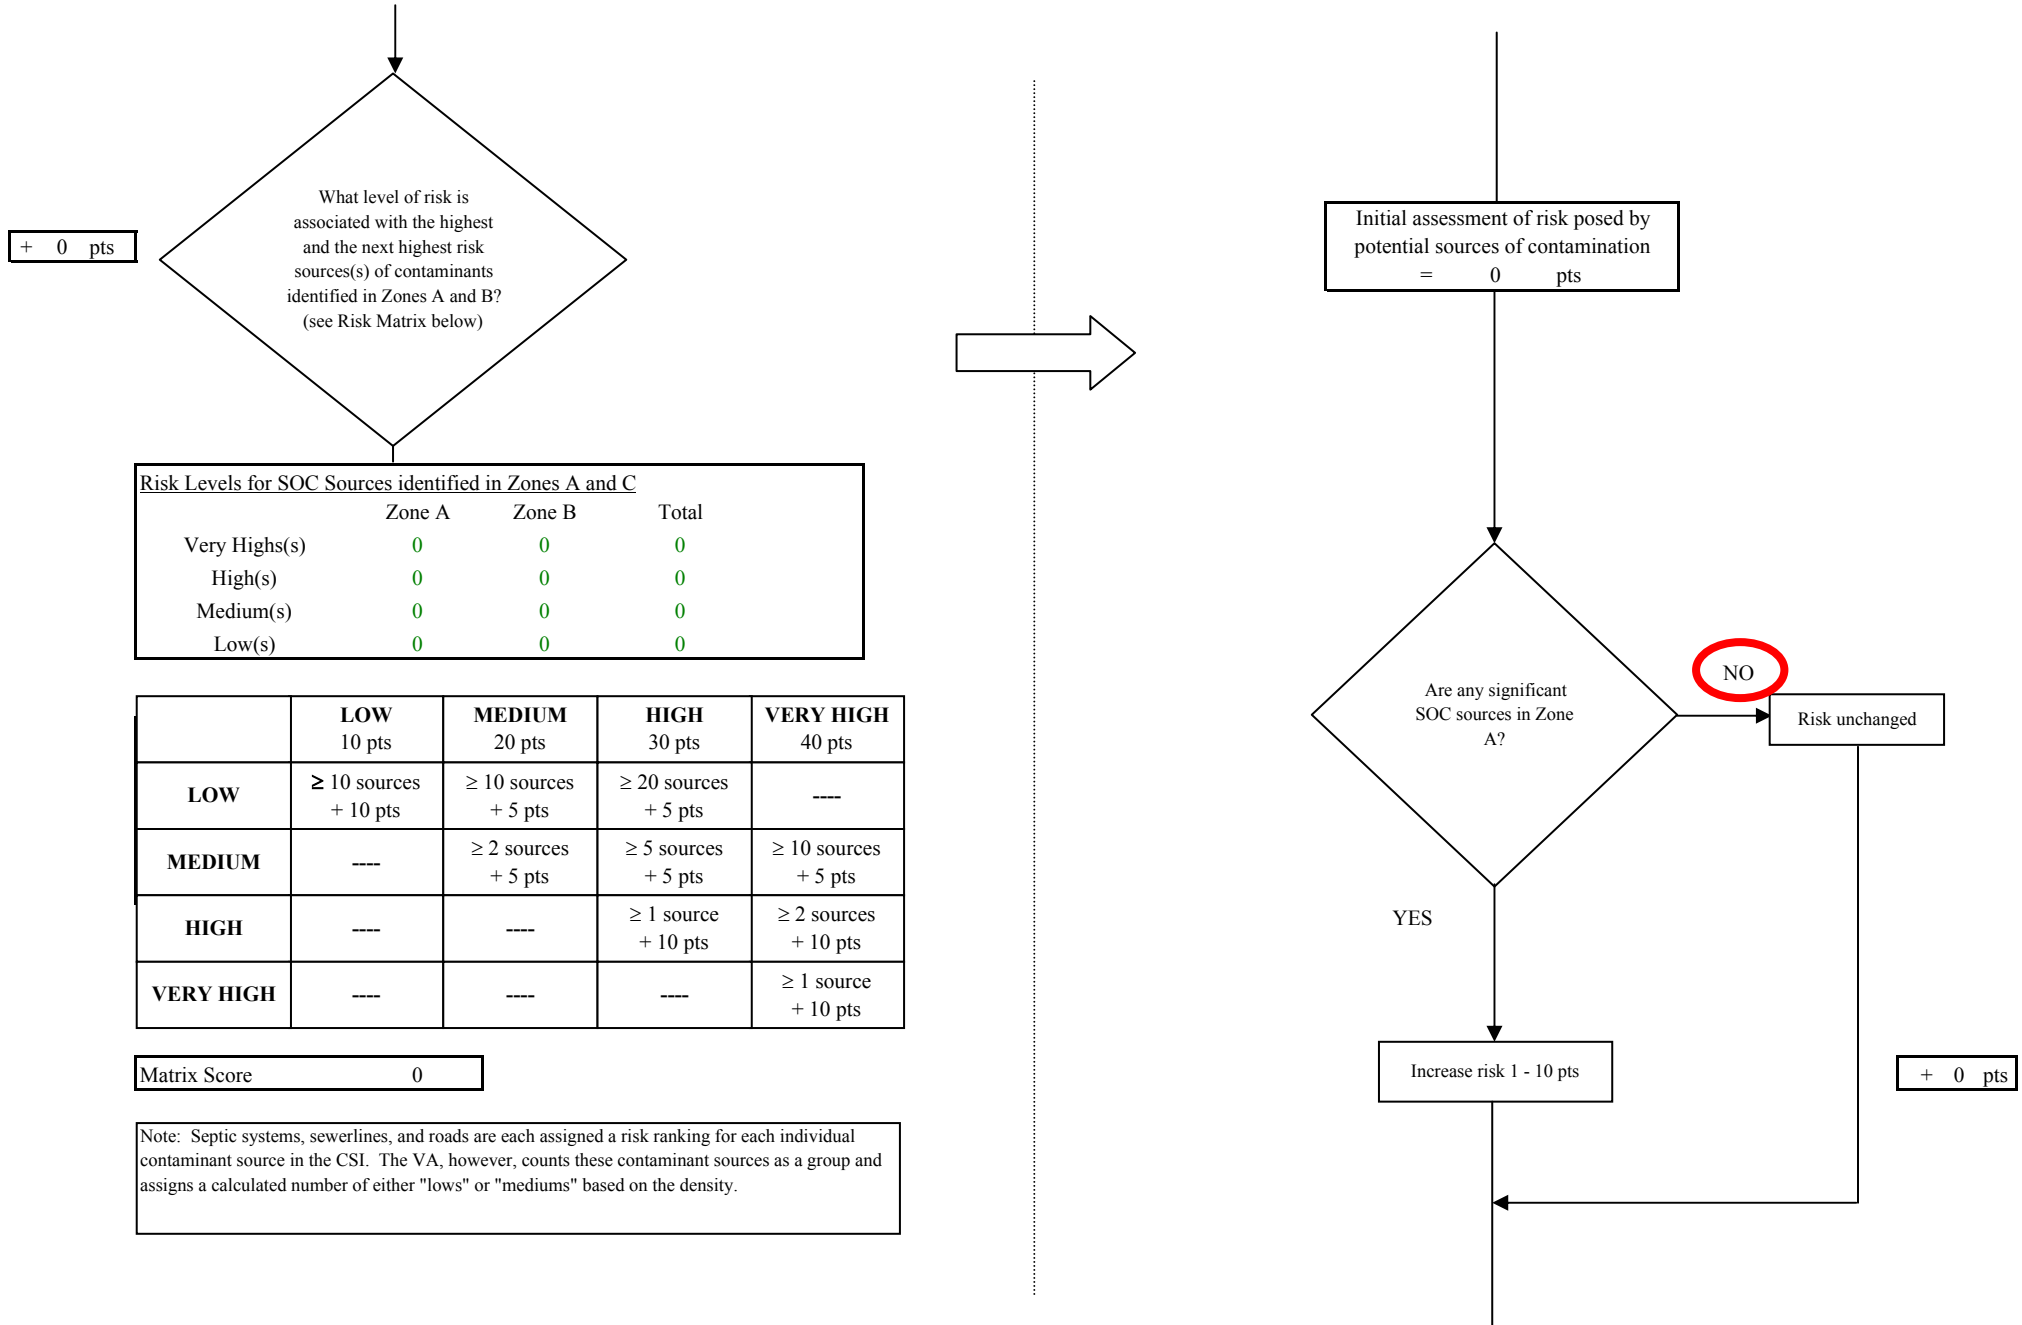 What level of risk is
associated with the highest
and the next highest risk
sources(s) of contaminants
identified in Zones A and B?
(see Risk Matrix below)
+ 0 pts
Risk Levels for SOC Sources identified in Zones A and C
Zone A Zone B Total
Very Highs(s) 0 0 0
High(s) 0 0 0
Medium(s) 0 0 0
Low(s) 0 0 0
LOW MEDIUM HIGH VERY HIGH
10 pts 20 pts 30 pts 40 pts
LOW ≥ 10 sources ≥ 10 sources ≥ 20 sources ----
+ 10 pts + 5 pts + 5 pts
MEDIUM ---- ≥ 2 sources ≥ 5 sources ≥ 10 sources
+ 5 pts + 5 pts + 5 pts
HIGH ---- ---- ≥ 1 source ≥ 2 sources
+ 10 pts + 10 pts
VERY HIGH ---- ---- ---- ≥ 1 source
+ 10 pts
Matrix Score 0
Note: Septic systems, sewerlines, and roads are each assigned a risk ranking for each individual
contaminant source in the CSI. The VA, however, counts these contaminant sources as a group and
assigns a calculated number of either "lows" or "mediums" based on the density.
Initial assessment of risk posed by
potential sources of contamination
= 0 pts
Are any significant
SOC sources in Zone
A?
NO
Risk unchanged
YES
Increase risk 1 - 10 pts
+ 0 pts